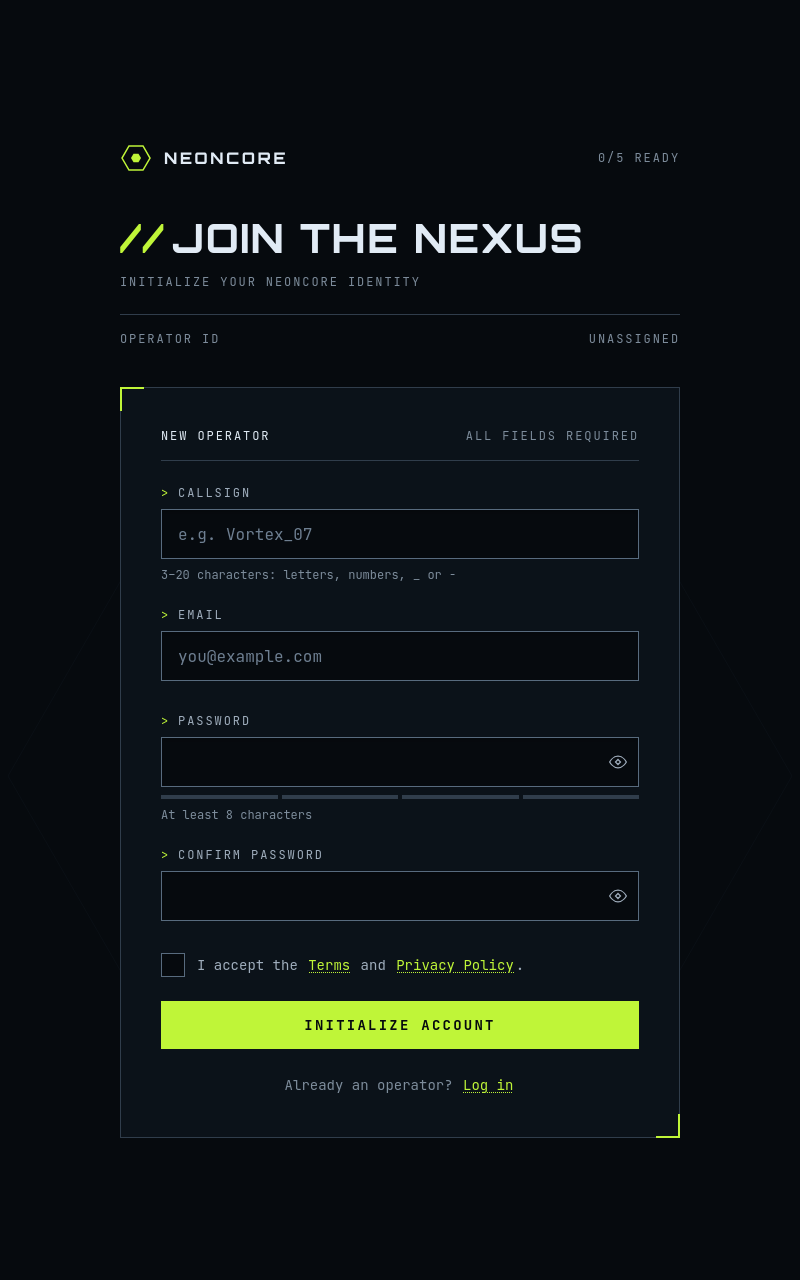 NEONCORE
0/5 READY
// JOIN THE NEXUS
INITIALIZE YOUR NEONCORE IDENTITY
OPERATOR ID
UNASSIGNED
NEW OPERATOR
ALL FIELDS REQUIRED
> CALLSIGN
e.g. Vortex_07
3–20 characters: letters, numbers, _ or -
> EMAIL
you@example.com
> PASSWORD
At least 8 characters
> CONFIRM PASSWORD
I accept the Terms and Privacy Policy.
INITIALIZE ACCOUNT
Already an operator? Log in